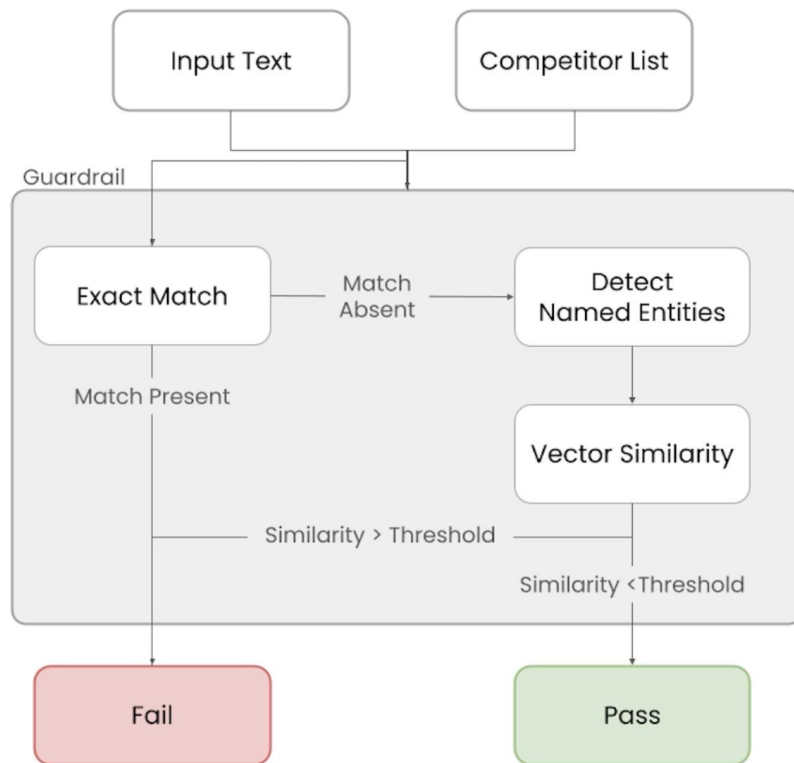 Input Text
Competitor List
Guardrail
Exact Match
Match
Absent
Detect
Named Entities
Match Present
Vector Similarity
Similarity > Threshold
Similarity <Threshold
Fail
Pass